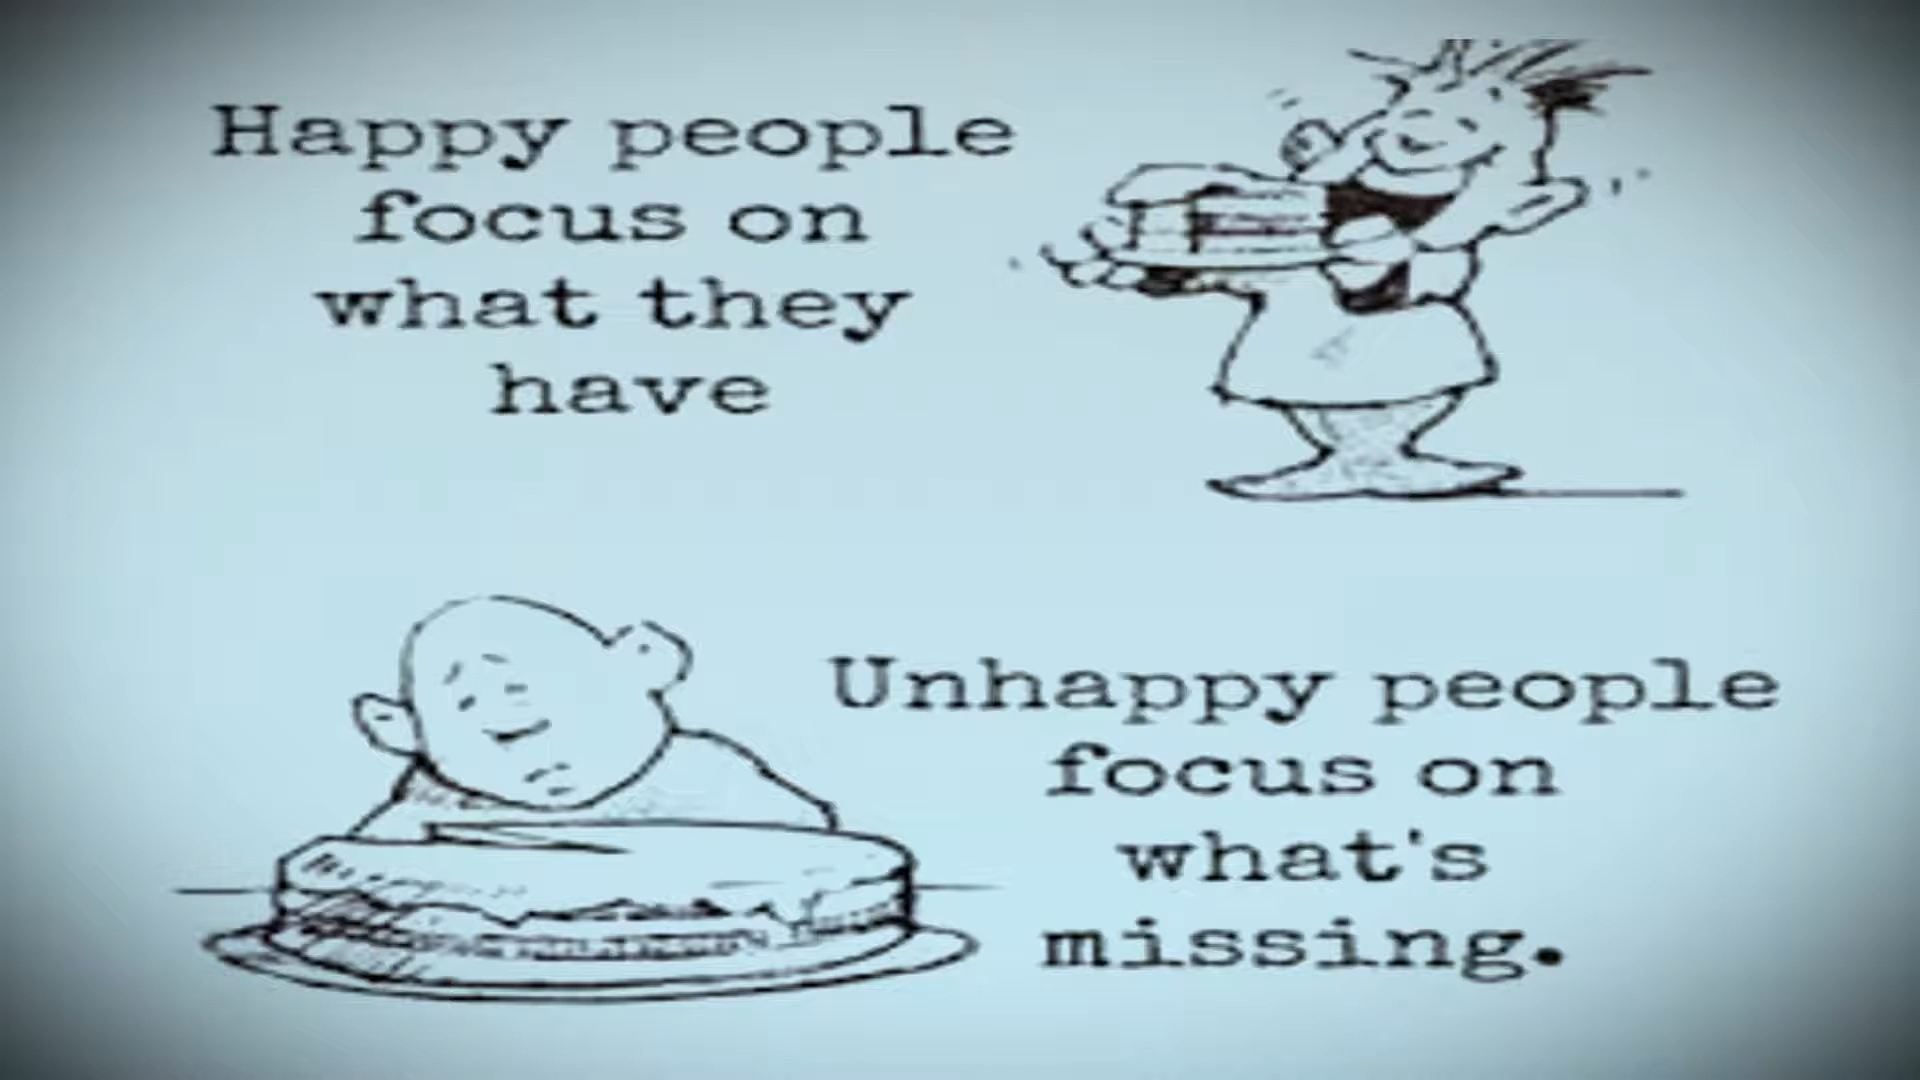 Happy people
focus on
what they
have
Unhappy people
focus on
what's
missing.